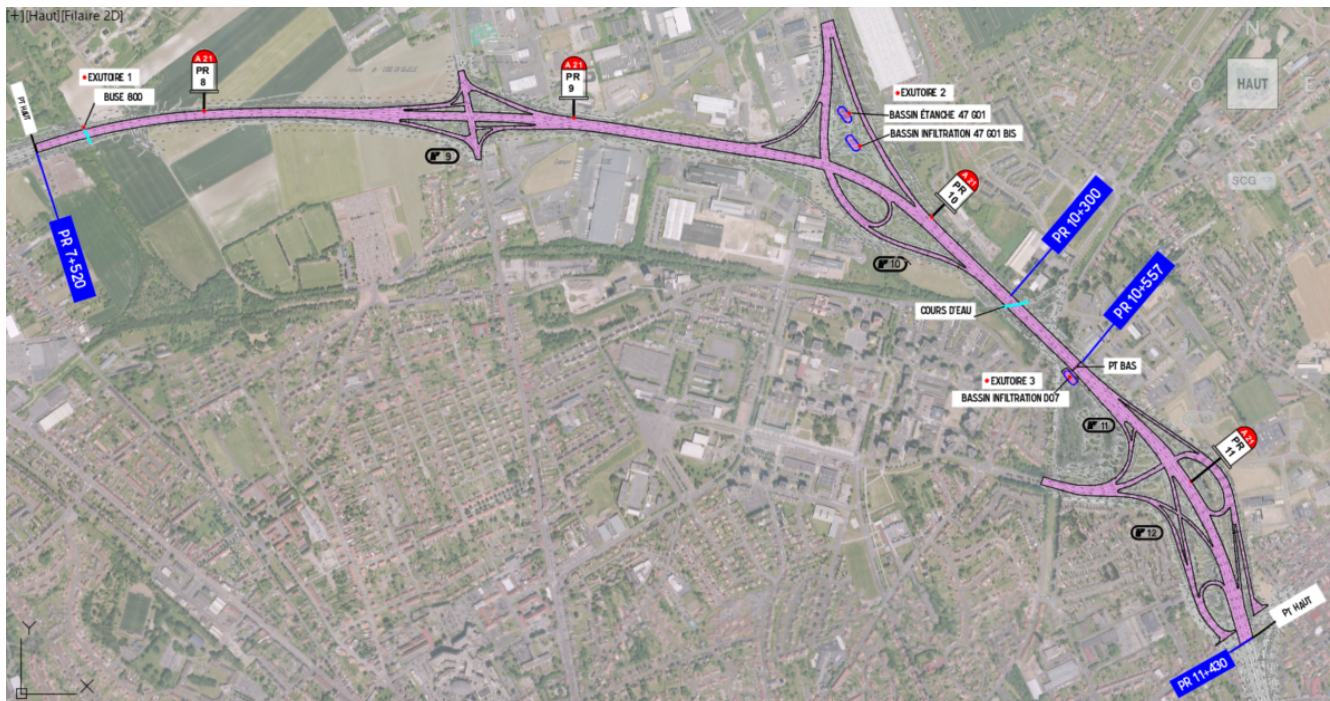 [+][Haut][Filaire 2D]
N
O
HAUT
E
S
SCG
PT HAUT
EXUTOIRE 1
BUSE 800
A 21
PR
8
A 21
PR
9
9
PR 7+520
EXUTOIRE 2
BASSIN ÉTANCHE 47 G01
BASSIN INFILTRATION 47 G01 BIS
A 21
PR
10
10
PR 10+300
COURS D'EAU
PR 10+557
PT BAS
EXUTOIRE 3
BASSIN INFILTRATION D07
11
A 21
PR
11
12
PT HAUT
PR 11+430
Y
X